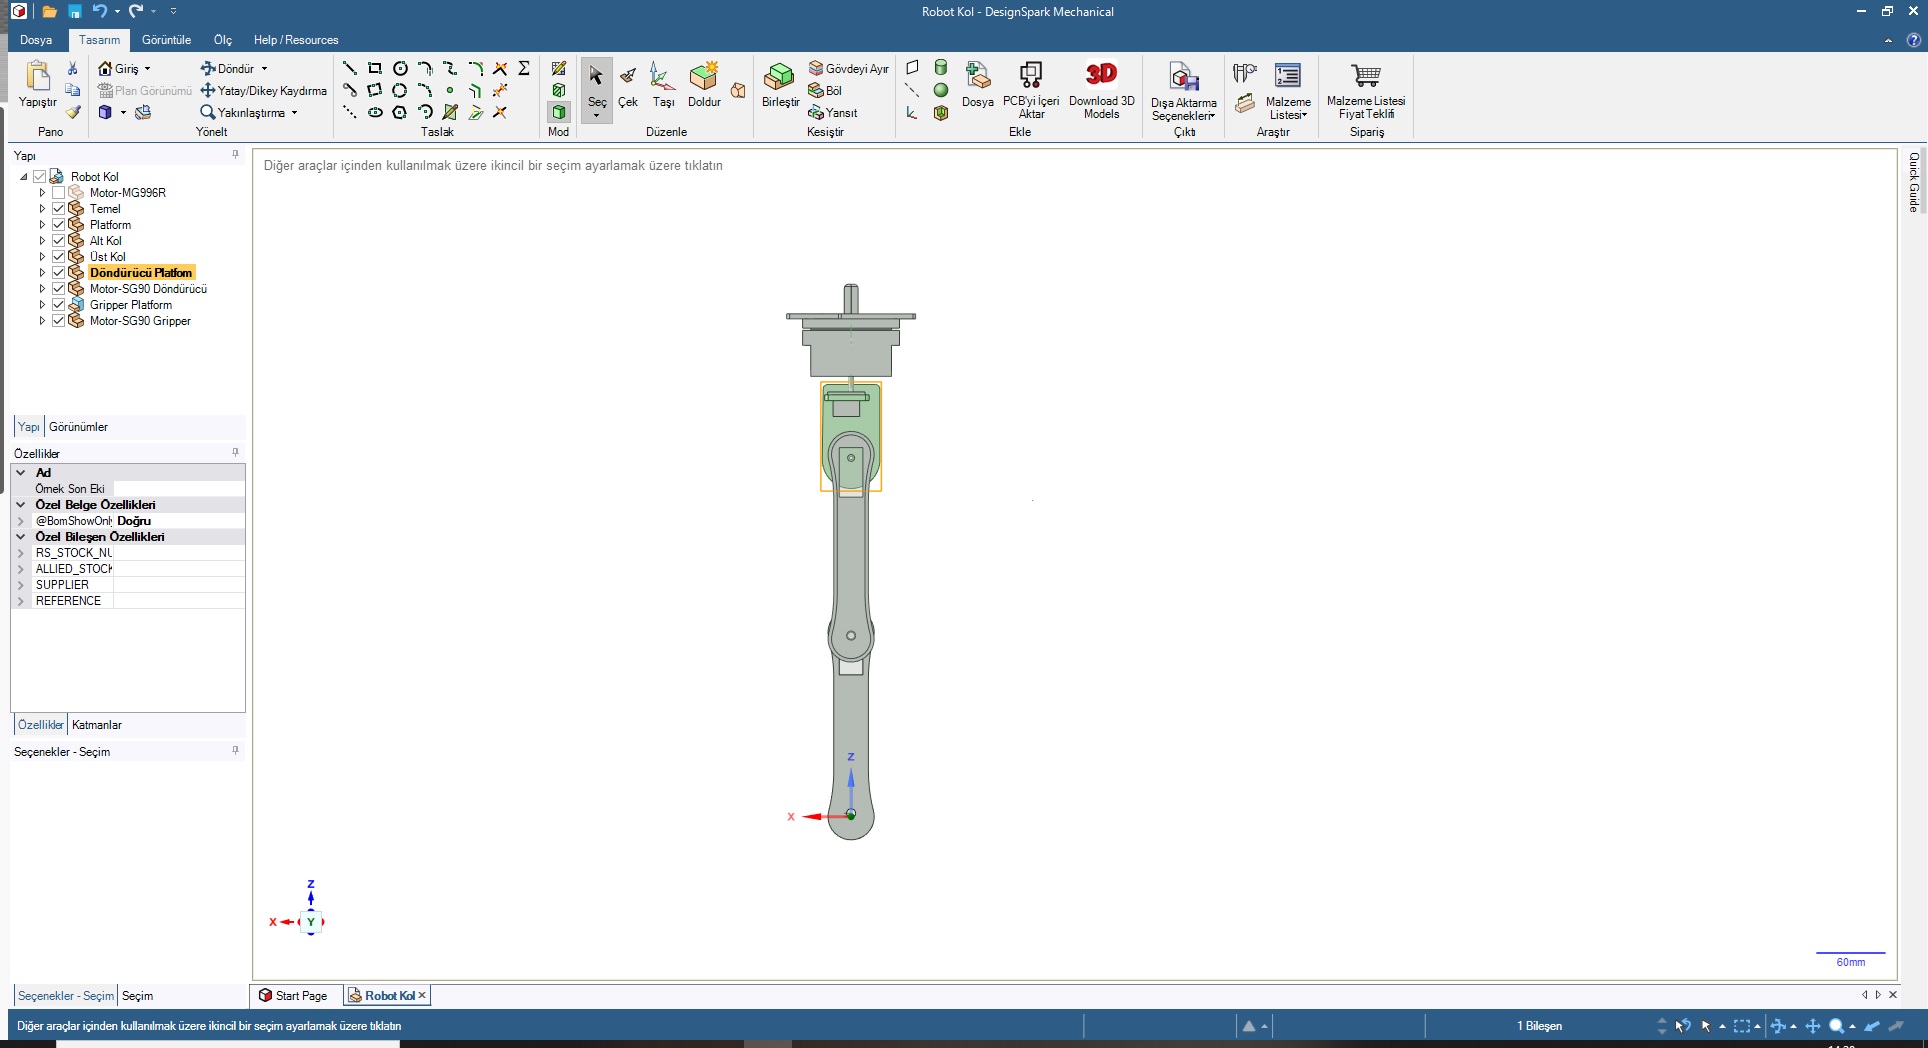 Robot Kol - DesignSpark Mechanical
Dosya Tasarım Görüntüle Ölç Help / Resources
Yapıştır
Pano
Giriş
Plan Görünümü
Döndür
Yatay/Dikey Kaydırma
Yakınlaştırma
Yönelt
Taslak
Mod
Seç
Çek
Taşı
Doldur
Düzenle
Birleştir
Gövdeyi Ayır
Böl
Yansıt
Kesiştir
Dosya
PCB'yi İçeri Aktar
3D
Download 3D Models
Ekle
Dışa Aktarma Seçenekleri
Çıktı
Malzeme Listesi
Araştır
Malzeme Listesi Fiyat Teklifi
Sipariş
Yapı
Robot Kol
Motor-MG996R
Temel
Platform
Alt Kol
Üst Kol
Döndürücü Platfom
Motor-SG90 Döndürücü
Gripper Platform
Motor-SG90 Gripper
Yapı Görünümler
Özellikler
Ad
Örnek Son Eki
Özel Belge Özellikleri
@BomShowOnl Doğru
Özel Bileşen Özellikleri
RS_STOCK_NU
ALLIED_STOCK
SUPPLIER
REFERENCE
Özellikler Katmanlar
Seçenekler - Seçim
Seçenekler - Seçim Seçim
Diğer araçlar içinden kullanılmak üzere ikincil bir seçim ayarlamak üzere tıklatın
Quick Guide
Z
X
Z
X
Y
60mm
Start Page Robot Kol
Diğer araçlar içinden kullanılmak üzere ikincil bir seçim ayarlamak üzere tıklatın
1 Bileşen